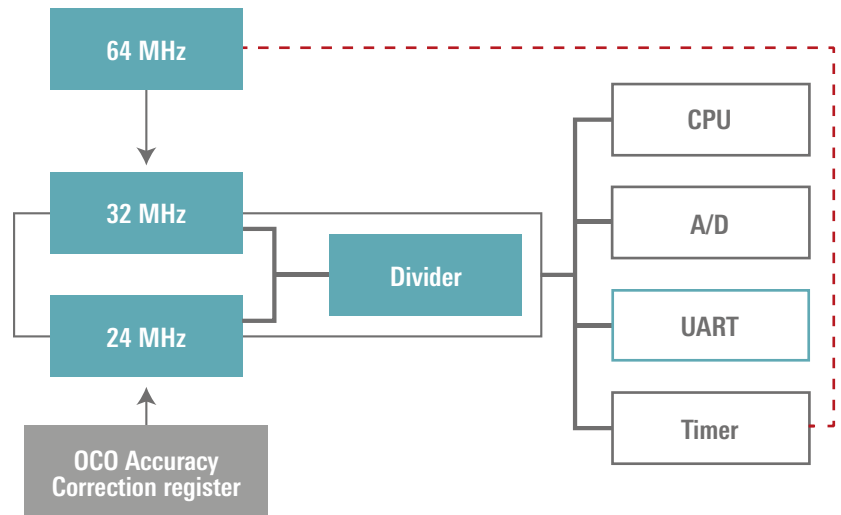 64 MHz
32 MHz
24 MHz
OCO Accuracy
Correction register
Divider
CPU
A/D
UART
Timer